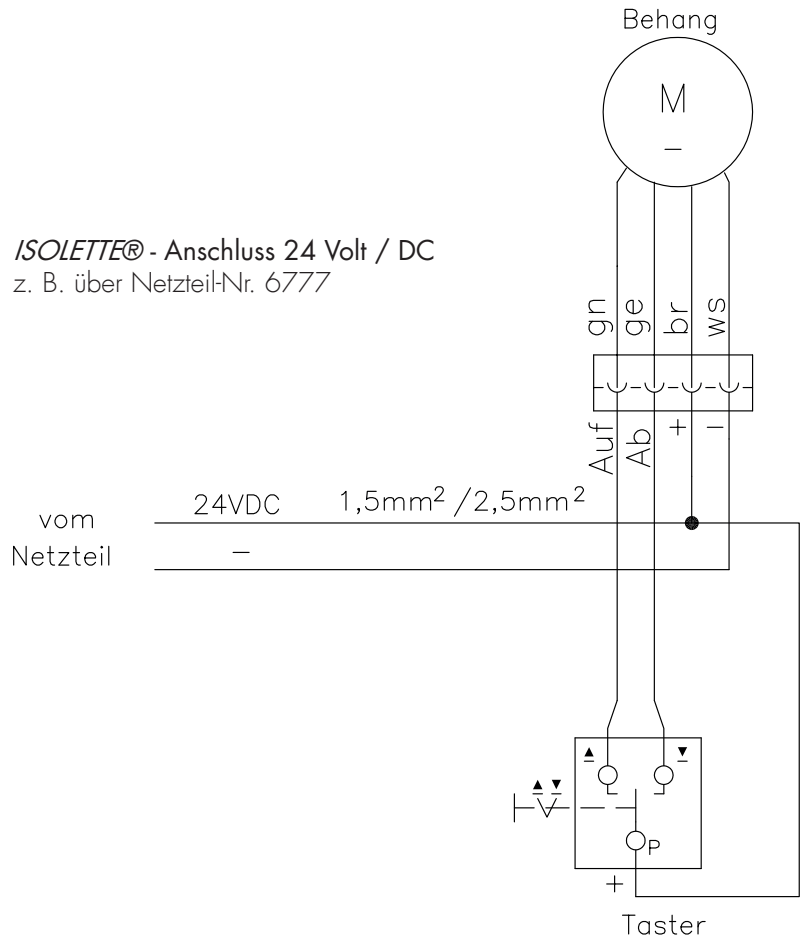 Behang
M
–
ISOLETTE® - Anschluss 24 Volt / DC
z. B. über Netzteil-Nr. 6777
gn ge br ws
Auf Ab + –
24VDC 1,5mm² /2,5mm²
vom
Netzteil
–
P
+
Taster